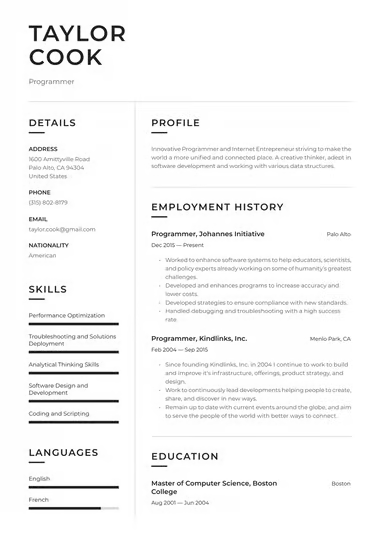 TAYLOR
COOK
Programmer
DETAILS
ADDRESS
1600 Amittyville Road
Palo Alto, CA 94304
United States
PHONE
(315) 802-8179
EMAIL
taylor.cook@gmail.com
NATIONALITY
American
SKILLS
Performance Optimization
Troubleshooting and Solutions
Deployment
Analytical Thinking Skills
Software Design and
Development
Coding and Scripting
LANGUAGES
English
French
PROFILE
Innovative Programmer and Internet Entrepreneur striving to make the
world a more unified and connected place. A creative thinker, adept in
software development and working with various data structures.
EMPLOYMENT HISTORY
Programmer, Johannes Initiative Palo Alto
Dec 2015 — Present
• Worked to enhance software systems to help educators, scientists,
and policy experts already working on some of humanity's greatest
challenges.
• Developed and enhances programs to increase accuracy and
lower costs.
• Developed strategies to ensure compliance with new standards.
• Handled debugging and troubleshooting with a high success
rate.
Programmer, Kindlinks, Inc. Menlo Park, CA
Feb 2004 — Sep 2015
• Since founding Kindlinks, Inc. in 2004 I continue to work to build
and improve it's infrastructure, offerings, product strategy, and
design.
• Work to continuously lead developments helping people to create,
share, and discover in new ways.
• Remain up to date with current events around the globe, and aim
to serve the people of the world with better ways to connect.
EDUCATION
Master of Computer Science, Boston Boston
College
Aug 2001 — Jun 2004